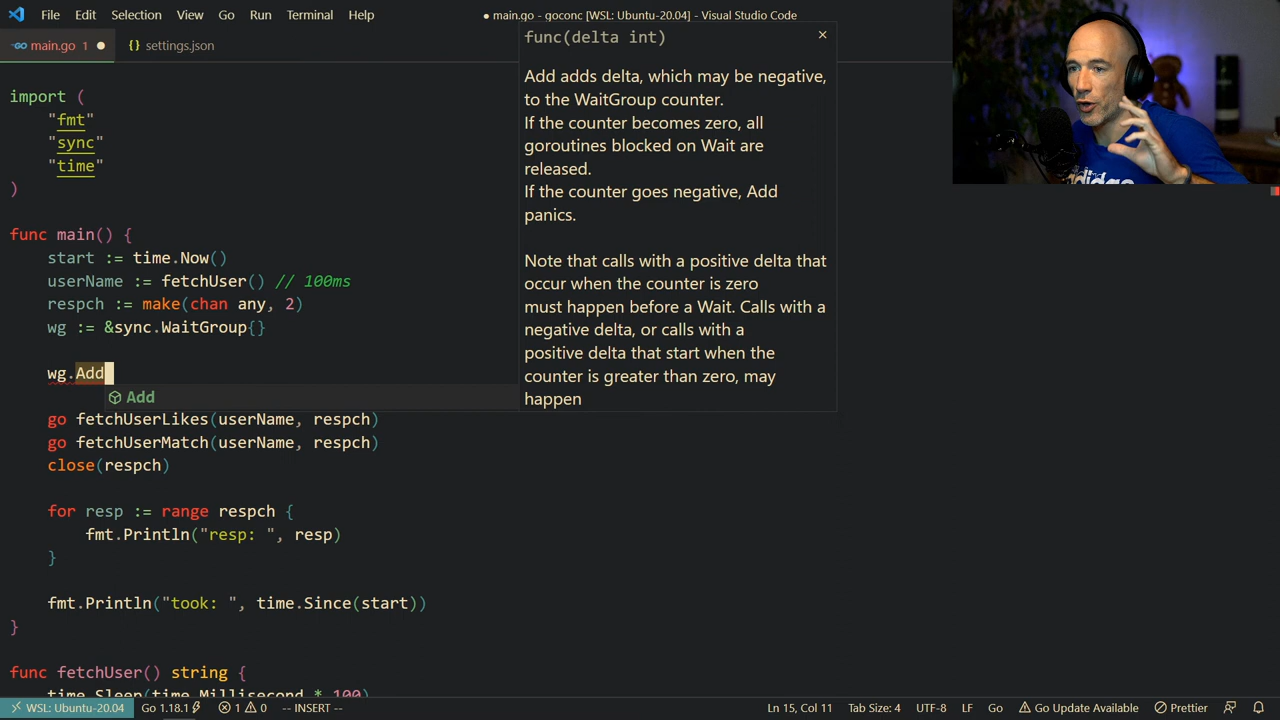 File Edit Selection View Go Run Terminal Help
● main.go - goconc [WSL: Ubuntu-20.04] - Visual Studio Code
main.go 1 ●
{} settings.json
import (
"fmt"
"sync"
"time"
)
func main() {
start := time.Now()
userName := fetchUser() // 100ms
respch := make(chan any, 2)
wg := &sync.WaitGroup{}
wg.Add
Add
go fetchUserLikes(userName, respch)
go fetchUserMatch(userName, respch)
close(respch)
for resp := range respch {
fmt.Println("resp: ", resp)
}
fmt.Println("took: ", time.Since(start))
}
func fetchUser() string {
time.Sleep(time.Millisecond * 100)
func(delta int)
Add adds delta, which may be negative,
to the WaitGroup counter.
If the counter becomes zero, all
goroutines blocked on Wait are
released.
If the counter goes negative, Add
panics.
Note that calls with a positive delta that
occur when the counter is zero
must happen before a Wait. Calls with a
negative delta, or calls with a
positive delta that start when the
counter is greater than zero, may
happen
adidas
WSL: Ubuntu-20.04 Go 1.18.1 1 0 -- INSERT -- Ln 15, Col 11 Tab Size: 4 UTF-8 LF Go Go Update Available Prettier